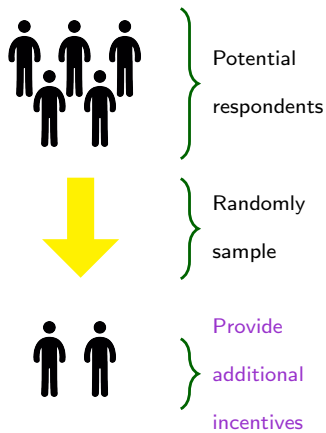 Potential
respondents
Randomly
sample
Provide
additional
incentives